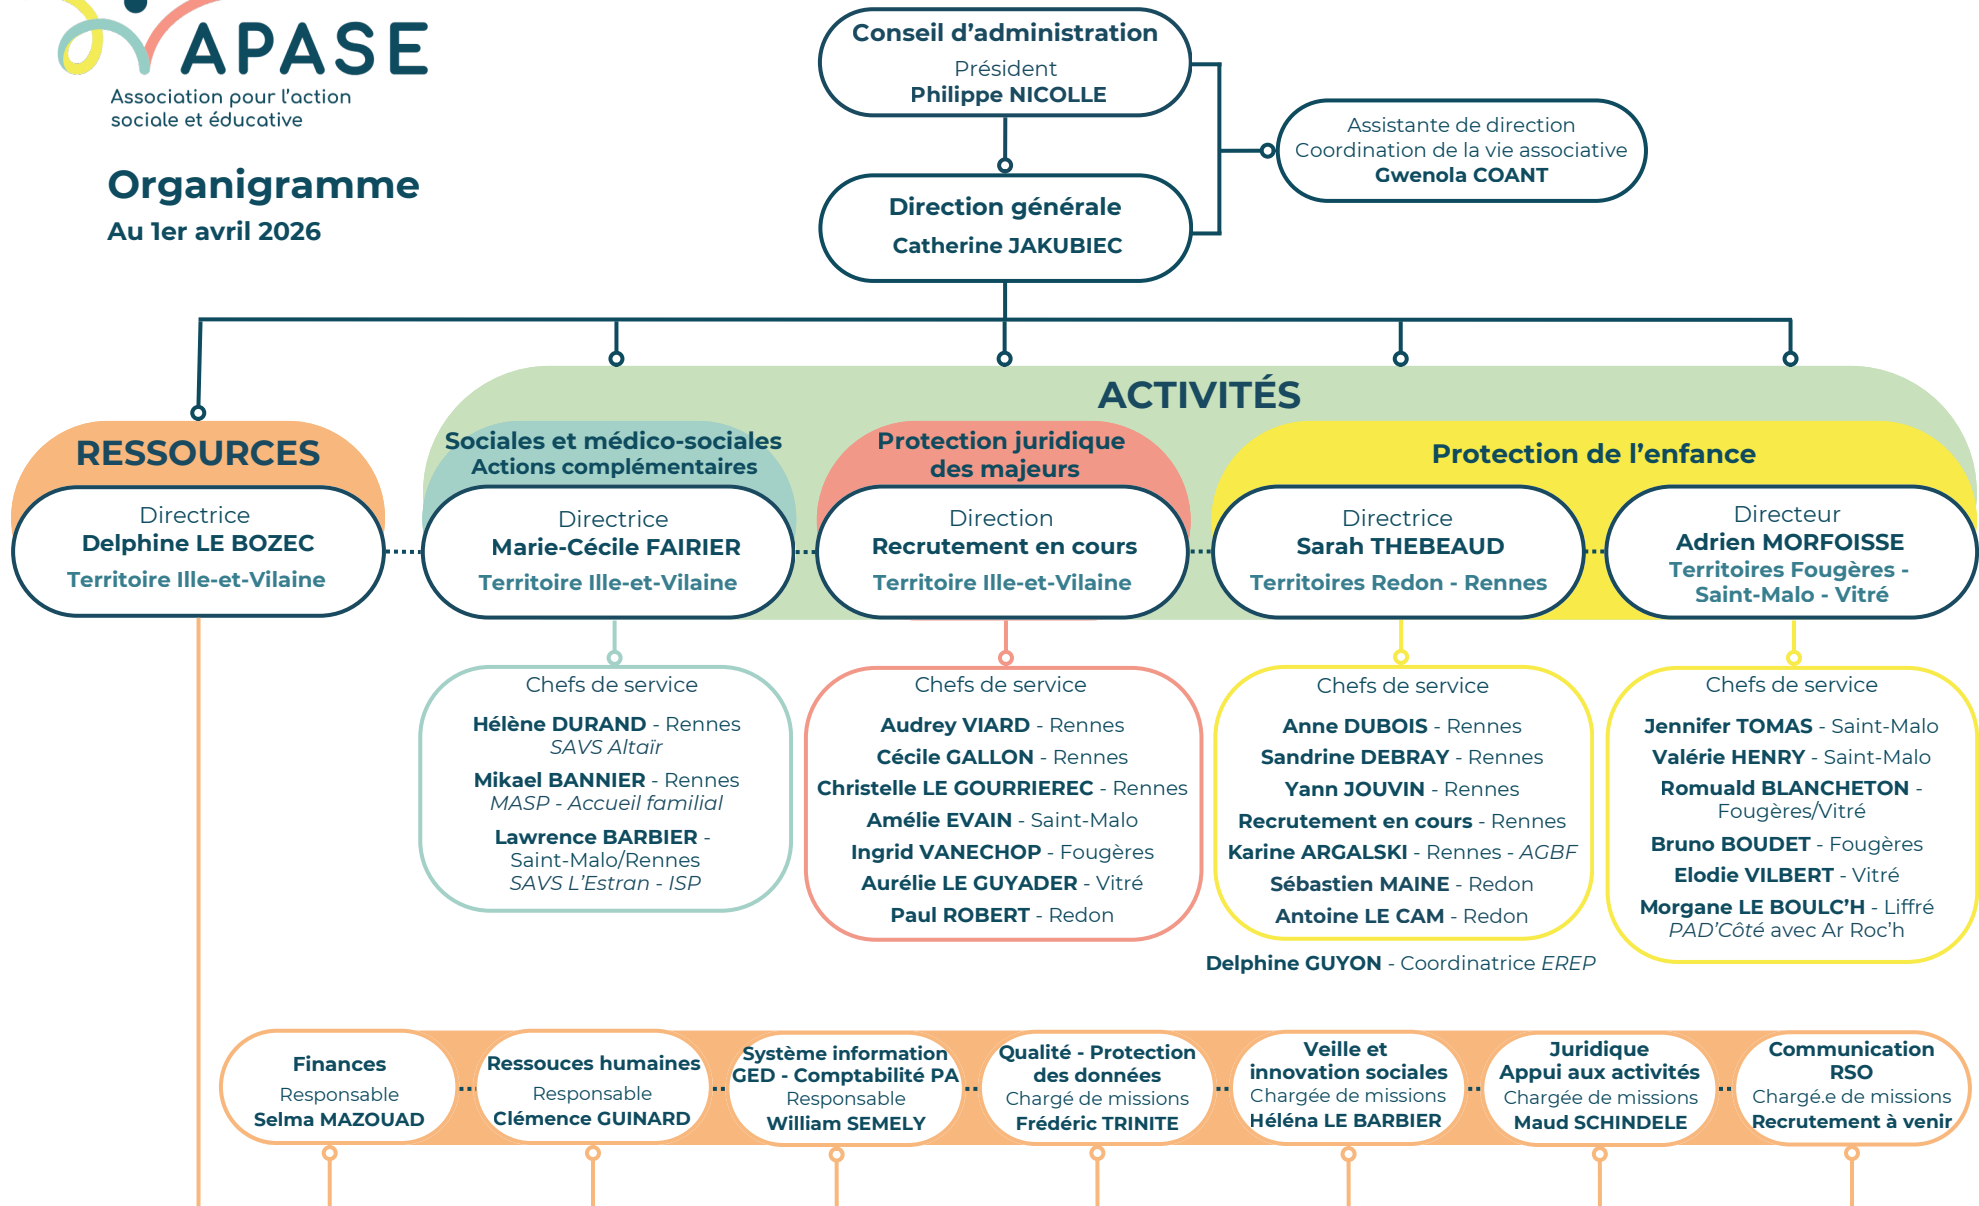 APASE
Association pour l'action
sociale et éducative
Organigramme
Au 1er avril 2026
Conseil d'administration
Président
Philippe NICOLLE
Assistante de direction
Coordination de la vie associative
Gwenola COANT
Direction générale
Catherine JAKUBIEC
ACTIVITÉS
RESSOURCES
Directrice
Delphine LE BOZEC
Territoire Ille-et-Vilaine
Sociales et médico-sociales
Actions complémentaires
Directrice
Marie-Cécile FAIRIER
Territoire Ille-et-Vilaine
Protection juridique
des majeurs
Direction
Recrutement en cours
Territoire Ille-et-Vilaine
Protection de l'enfance
Directrice
Sarah THEBEAUD
Territoires Redon - Rennes
Directeur
Adrien MORFOISSE
Territoires Fougères -
Saint-Malo - Vitré
Chefs de service
Hélène DURAND - Rennes
SAVS Altaïr
Mikael BANNIER - Rennes
MASP - Accueil familial
Lawrence BARBIER -
Saint-Malo/Rennes
SAVS L'Estran - ISP
Chefs de service
Audrey VIARD - Rennes
Cécile GALLON - Rennes
Christelle LE GOURRIEREC - Rennes
Amélie EVAIN - Saint-Malo
Ingrid VANECHOP - Fougères
Aurélie LE GUYADER - Vitré
Paul ROBERT - Redon
Chefs de service
Anne DUBOIS - Rennes
Sandrine DEBRAY - Rennes
Yann JOUVIN - Rennes
Recrutement en cours - Rennes
Karine ARGALSKI - Rennes - AGBF
Sébastien MAINE - Redon
Antoine LE CAM - Redon
Delphine GUYON - Coordinatrice EREP
Chefs de service
Jennifer TOMAS - Saint-Malo
Valérie HENRY - Saint-Malo
Romuald BLANCHETON -
Fougères/Vitré
Bruno BOUDET - Fougères
Elodie VILBERT - Vitré
Morgane LE BOULC'H - Liffré
PAD'Côté avec Ar Roc'h
Finances
Responsable
Selma MAZOUAD
Ressouces humaines
Responsable
Clémence GUINARD
Système information
GED - Comptabilité PA
Responsable
William SEMELY
Qualité - Protection
des données
Chargé de missions
Frédéric TRINITE
Veille et
innovation sociales
Chargée de missions
Héléna LE BARBIER
Juridique
Appui aux activités
Chargée de missions
Maud SCHINDELE
Communication
RSO
Chargé.e de missions
Recrutement à venir